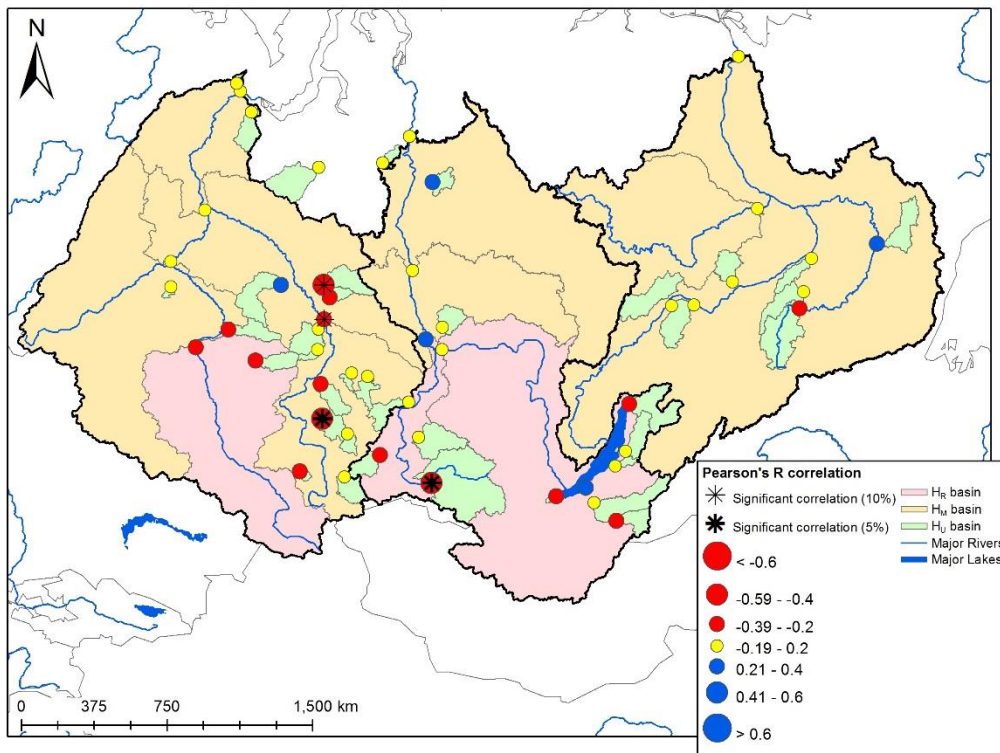 N
Pearson's R correlation
Significant correlation (10%)
Significant correlation (5%)
< -0.6
-0.59 - -0.4
-0.39 - -0.2
-0.19 - 0.2
0.21 - 0.4
0.41 - 0.6
> 0.6
HR basin
HM basin
HU basin
Major Rivers
Major Lakes
0 375 750 1,500 km